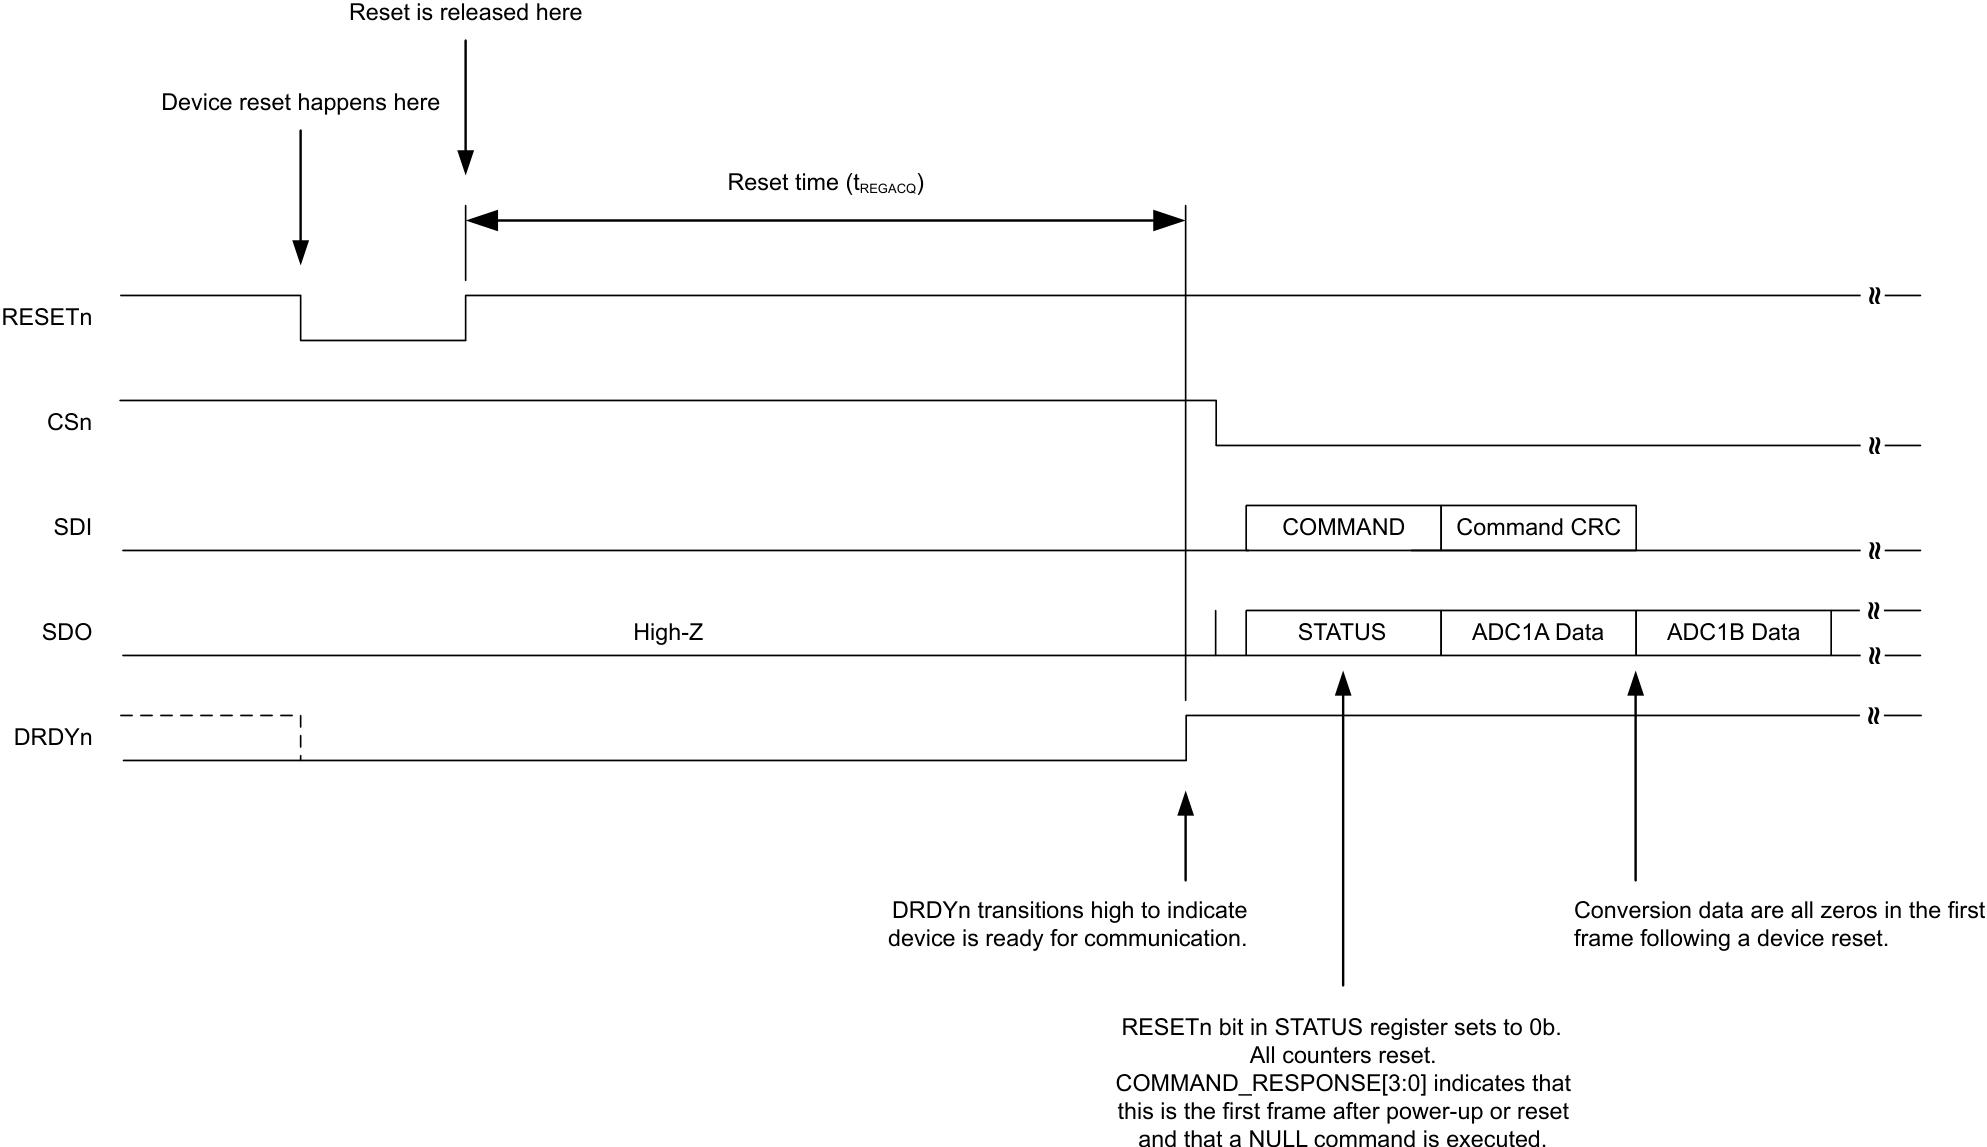 Reset is released here
Device reset happens here
Reset time (tREGACQ)
RESETn
CSn
SDI
COMMAND
Command CRC
SDO
High-Z
STATUS
ADC1A Data
ADC1B Data
DRDYn
DRDYn transitions high to indicate
device is ready for communication.
Conversion data are all zeros in the first
frame following a device reset.
RESETn bit in STATUS register sets to 0b.
All counters reset.
COMMAND_RESPONSE[3:0] indicates that
this is the first frame after power-up or reset
and that a NULL command is executed.